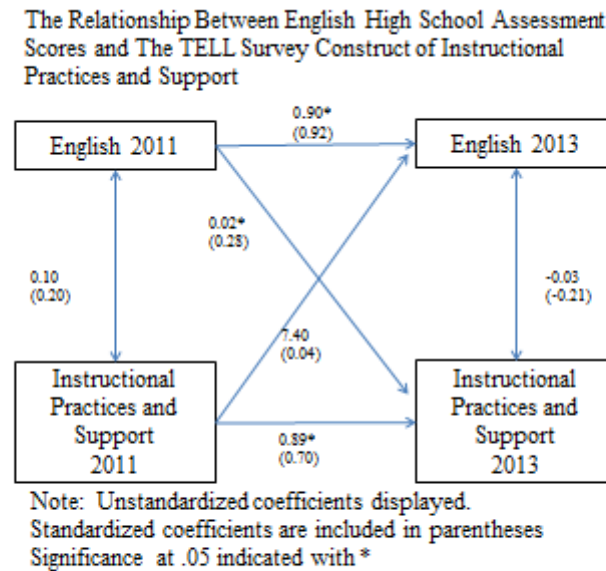 The Relationship Between English High School Assessment
Scores and The TELL Survey Construct of Instructional
Practices and Support
0.90*
(0.92)
English 2011
English 2013
0.02*
(0.28)
0.10
(0.20)
-0.03
(-0.21)
7.40
(0.04)
Instructional
Practices and
Support
2011
Instructional
Practices and
Support
2013
0.89*
(0.70)
Note: Unstandardized coefficients displayed.
Standardized coefficients are included in parentheses
Significance at .05 indicated with *